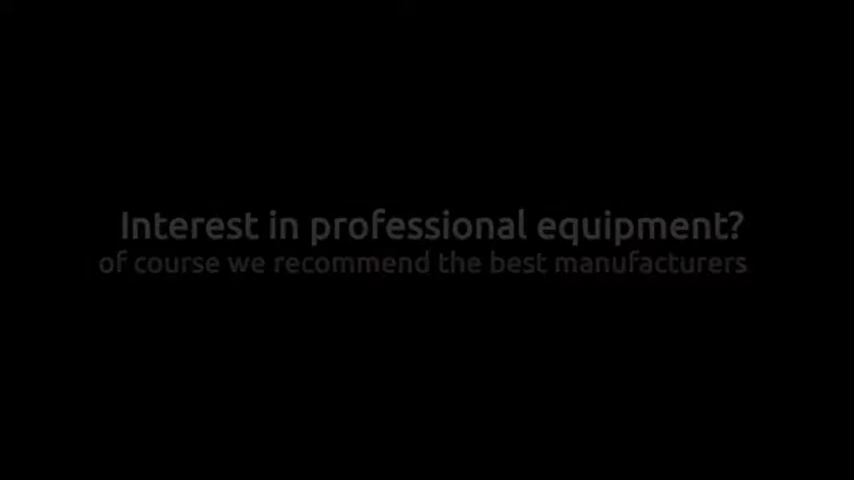 Interest in professional equipment?
of course we recommend the best manufacturers